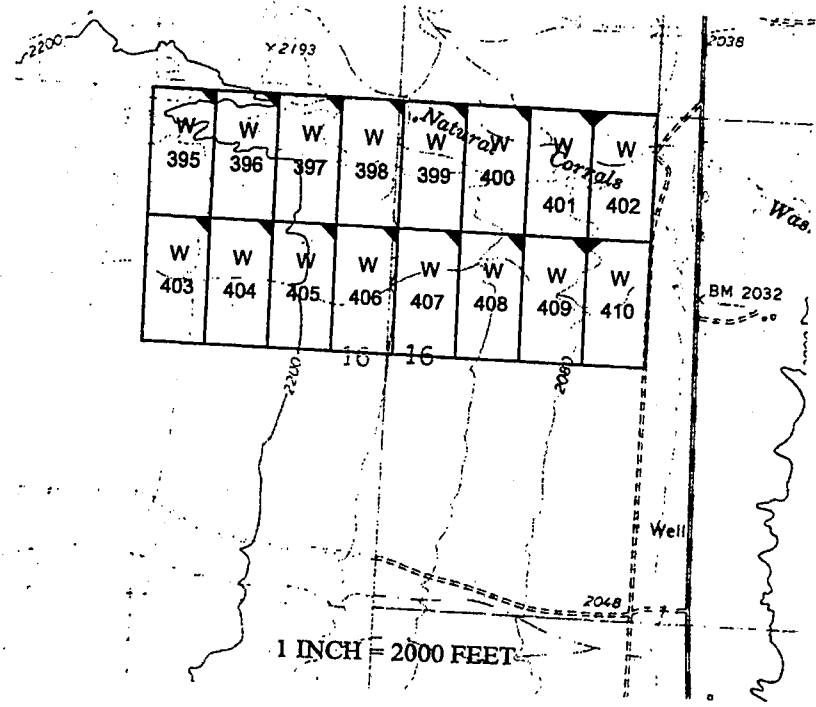 2038
2200
× 2193
Natural
Corrals
W W W W W W W W
395 396 397 398 399 400 401 402
Was.
W W W W W W W W
403 404 405 406 407 408 409 410
BM 2032
16
2200
2080
Well
2048
1 INCH = 2000 FEET